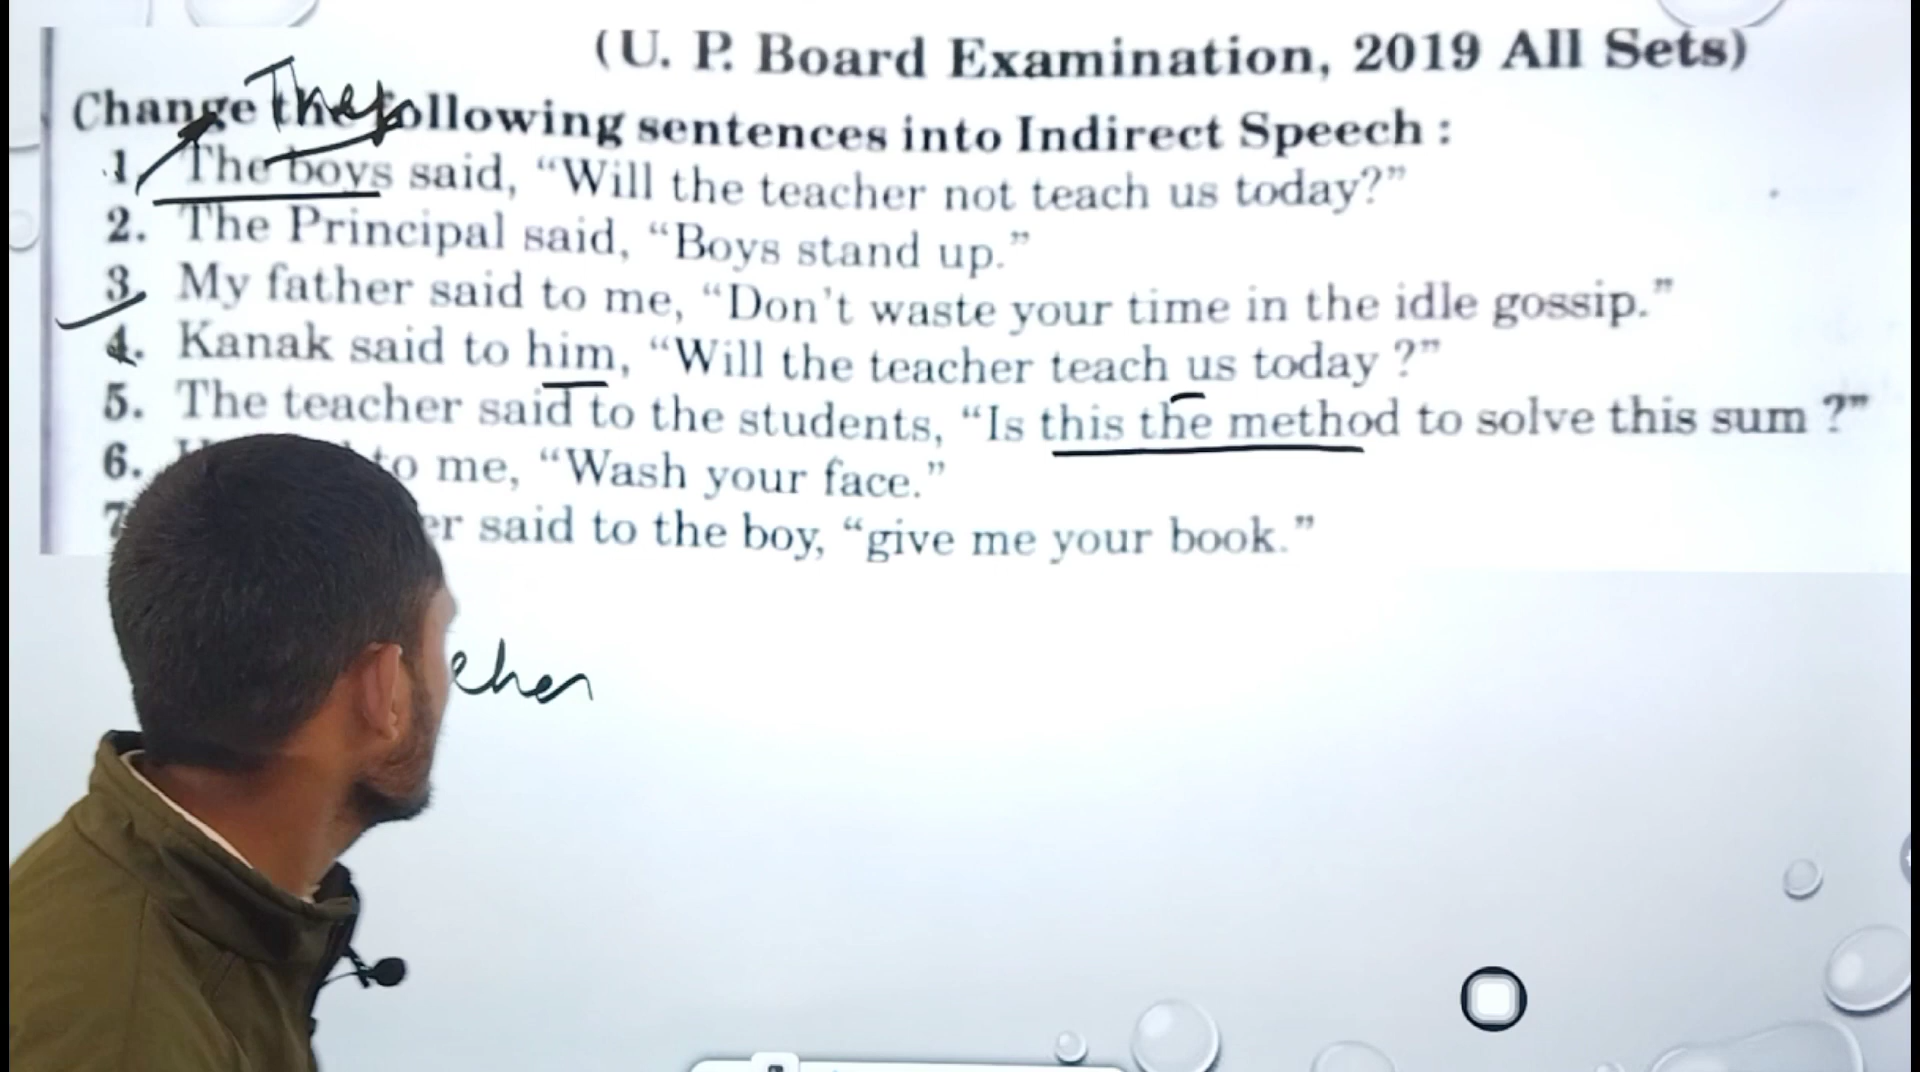 (U. P. Board Examination, 2019 All Sets)
They
Change the following sentences into Indirect Speech :
1. The boys said, “Will the teacher not teach us today?”
2. The Principal said, “Boys stand up.”
3. My father said to me, “Don't waste your time in the idle gossip.”
4. Kanak said to him, “Will the teacher teach us today ?”
5. The teacher said to the students, “Is this the method to solve this sum ?”
6. to me, “Wash your face.”
7 er said to the boy, “give me your book.”
cher